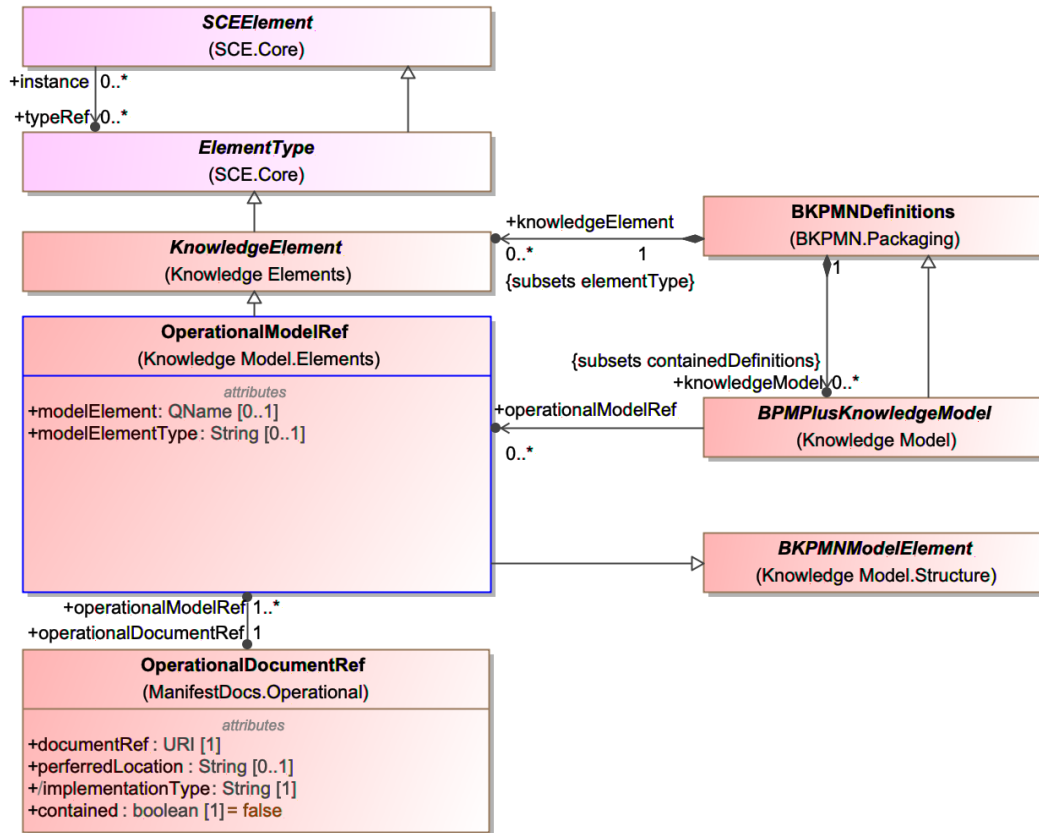 SCEElement
(SCE.Core)
+instance 0..*
+typeRef 0..*
ElementType
(SCE.Core)
KnowledgeElement
(Knowledge Elements)
+knowledgeElement
0..* 1
{subsets elementType}
BKPMNDefinitions
(BKPMN.Packaging)
1
{subsets containedDefinitions}
+knowledgeModel 0..*
OperationalModelRef
(Knowledge Model.Elements)
attributes
+modelElement : QName [0..1]
+modelElementType : String [0..1]
+operationalModelRef
0..*
BPMPlusKnowledgeModel
(Knowledge Model)
BKPMNModelElement
(Knowledge Model.Structure)
+operationalModelRef 1..*
+operationalDocumentRef 1
OperationalDocumentRef
(ManifestDocs.Operational)
attributes
+documentRef : URI [1]
+perferredLocation : String [0..1]
+/implementationType : String [1]
+contained : boolean [1] = false